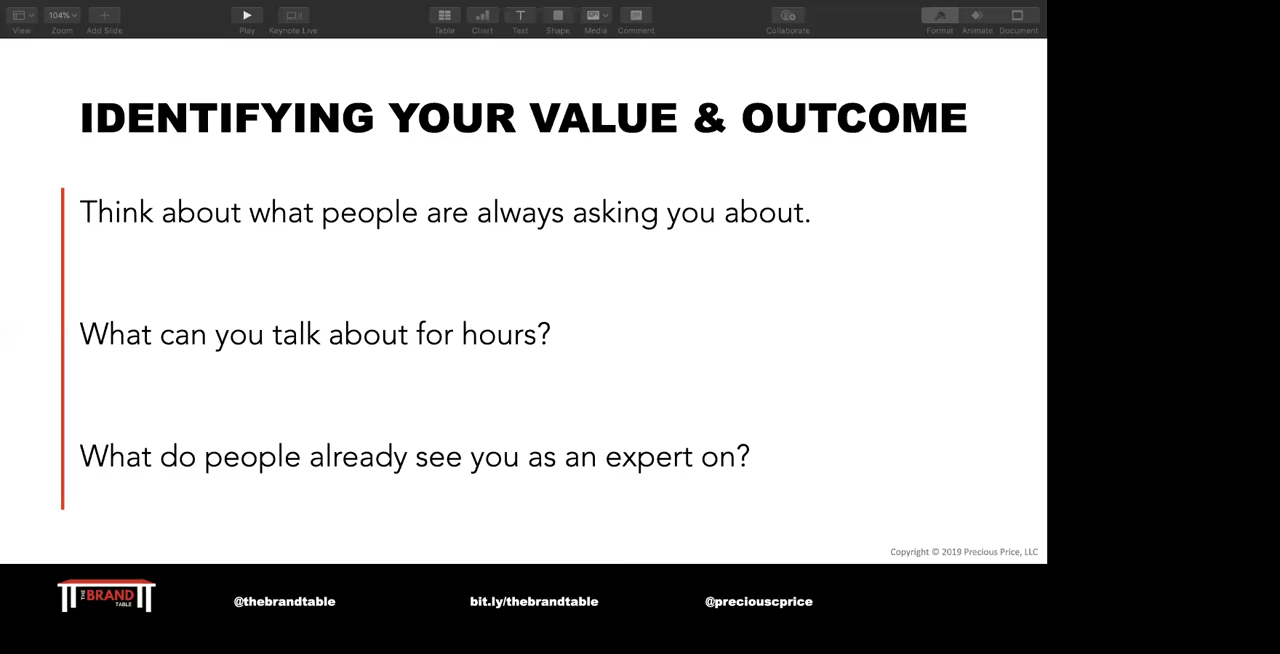 104%
View Zoom Add Slide Play Keynote Live Table Chart Text Shape Media Comment Collaborate Format Animate Document
IDENTIFYING YOUR VALUE & OUTCOME
Think about what people are always asking you about.
What can you talk about for hours?
What do people already see you as an expert on?
Copyright © 2019 Precious Price, LLC
THE BRAND TABLE
@thebrandtable bit.ly/thebrandtable @preciouscprice